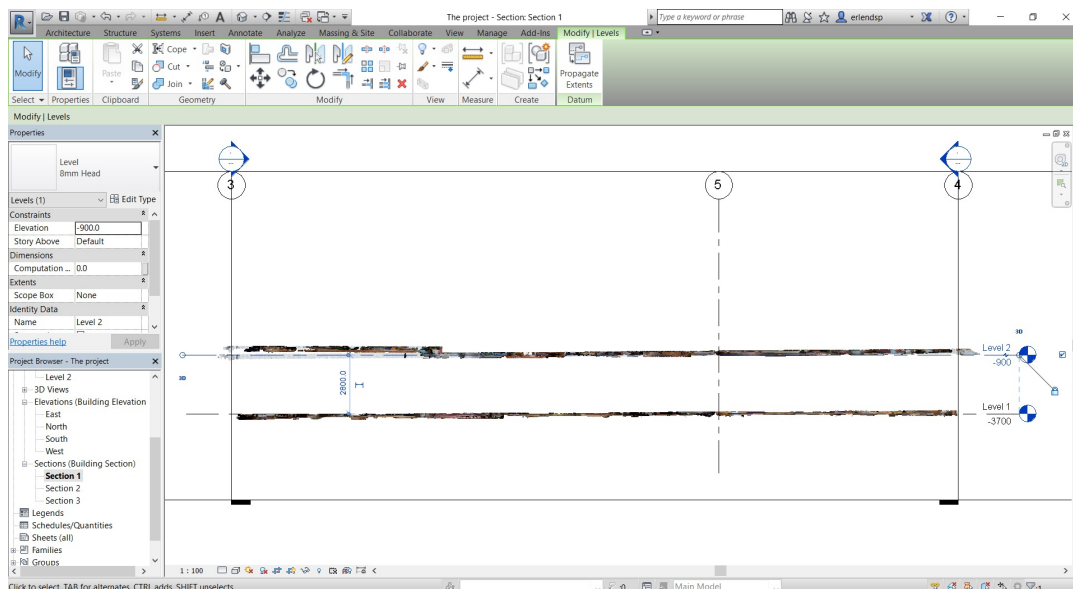 The project - Section: Section 1
Type a keyword or phrase
erlendsp
Architecture Structure Systems Insert Annotate Analyze Massing & Site Collaborate View Manage Add-Ins Modify | Levels
Modify
Paste
Cope
Cut
Join
Propagate Extents
Select Properties Clipboard Geometry Modify View Measure Create Datum
Modify | Levels
Properties
Level
8mm Head
Levels (1) Edit Type
Constraints
Elevation -900.0
Story Above Default
Dimensions
Computation ... 0.0
Extents
Scope Box None
Identity Data
Name Level 2
Properties help Apply
Project Browser - The project
Level 2
3D Views
Elevations (Building Elevation
East
North
South
West
Sections (Building Section)
Section 1
Section 2
Section 3
Legends
Schedules/Quantities
Sheets (all)
Families
Groups
3
5
4
3D
Level 2
-900
3D
2800.0
Level 1
-3700
1 : 100
Click to select, TAB for alternates, CTRL adds, SHIFT unselects.
:0
Main Model
:1